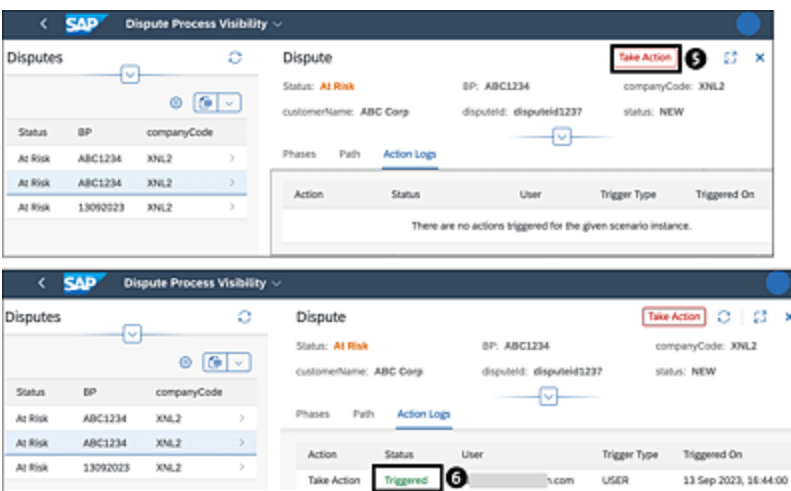 SAP Dispute Process Visibility
Disputes
Dispute
Take Action
5
Status: At Risk BP: ABC1234 companyCode: XNL2
customerName: ABC Corp disputeId: disputeid1237 status: NEW
Status BP companyCode
At Risk ABC1234 XNL2
At Risk ABC1234 XNL2
At Risk 13092023 XNL2
Phases Path Action Logs
Action Status User Trigger Type Triggered On
There are no actions triggered for the given scenario instance.
SAP Dispute Process Visibility
Disputes
Dispute
Take Action
Status: At Risk BP: ABC1234 companyCode: XNL2
customerName: ABC Corp disputeId: disputeid1237 status: NEW
Status BP companyCode
At Risk ABC1234 XNL2
At Risk ABC1234 XNL2
At Risk 13092023 XNL2
Phases Path Action Logs
Action Status User Trigger Type Triggered On
Take Action Triggered 6 .com USER 13 Sep 2023, 16:44:00